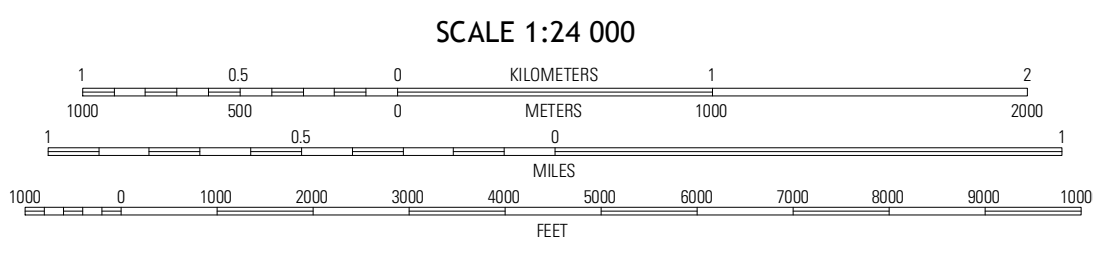 SCALE 1:24 000
1 0.5 0 KILOMETERS 1 2
1000 500 0 METERS 1000 2000
1 0.5 0 1
MILES
1000 0 1000 2000 3000 4000 5000 6000 7000 8000 9000 1000
FEET